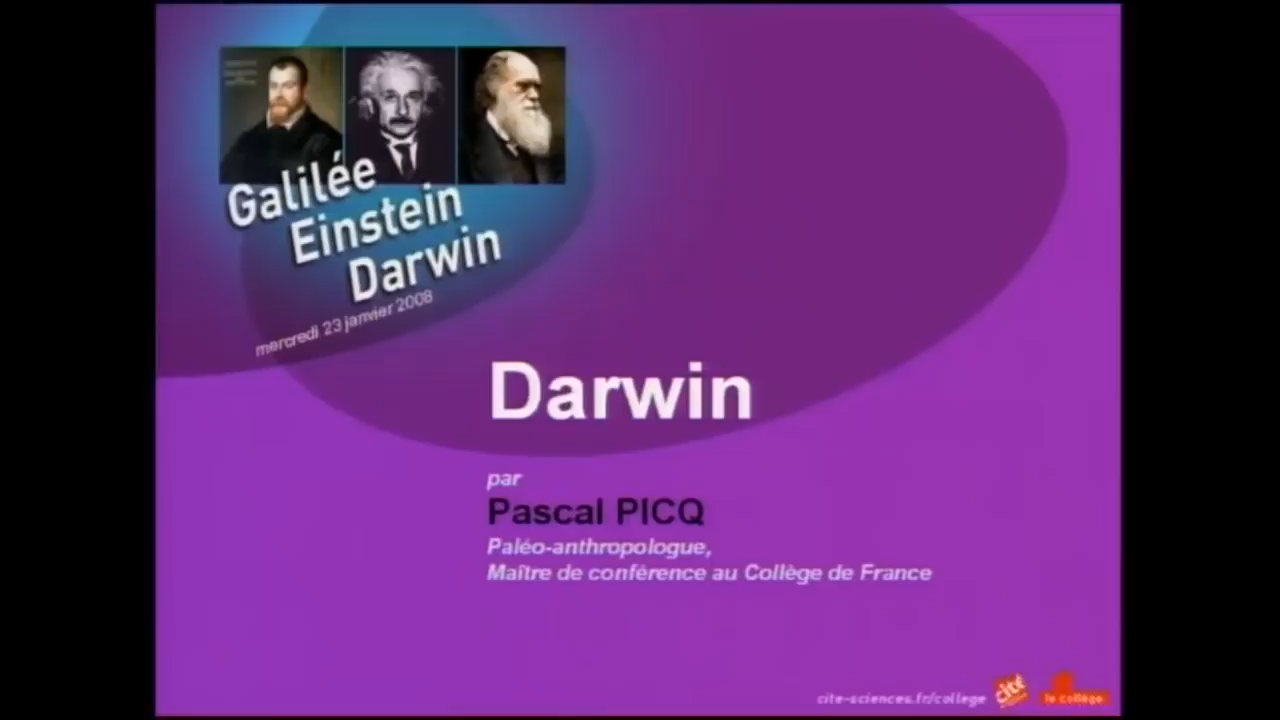 Galilée
Einstein
Darwin
mercredi 23 janvier 2008
Darwin
par
Pascal PICQ
Paléo-anthropologue,
Maître de conférence au Collège de France
cite-sciences.fr/college
cité
le collège